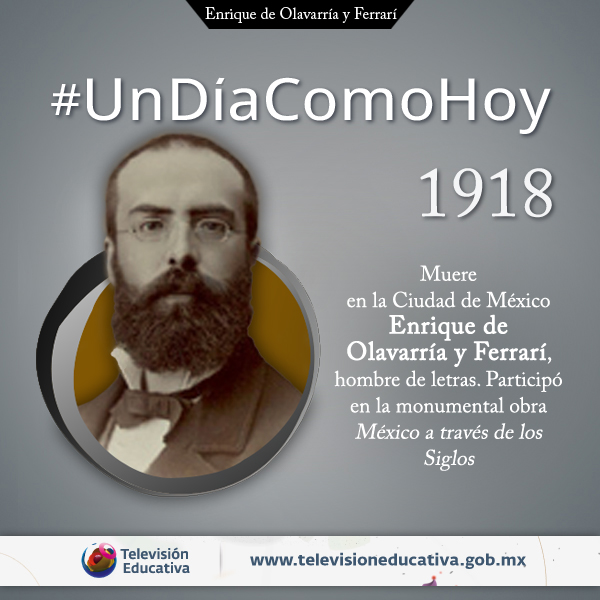 Enrique de Olavarría y Ferrarí
#UnDíaComoHoy
1918
Muere
en la Ciudad de México
Enrique de
Olavarría y Ferrarí,
hombre de letras. Participó
en la monumental obra
México a través de los
Siglos
Televisión
Educativa
www.televisioneducativa.gob.mx